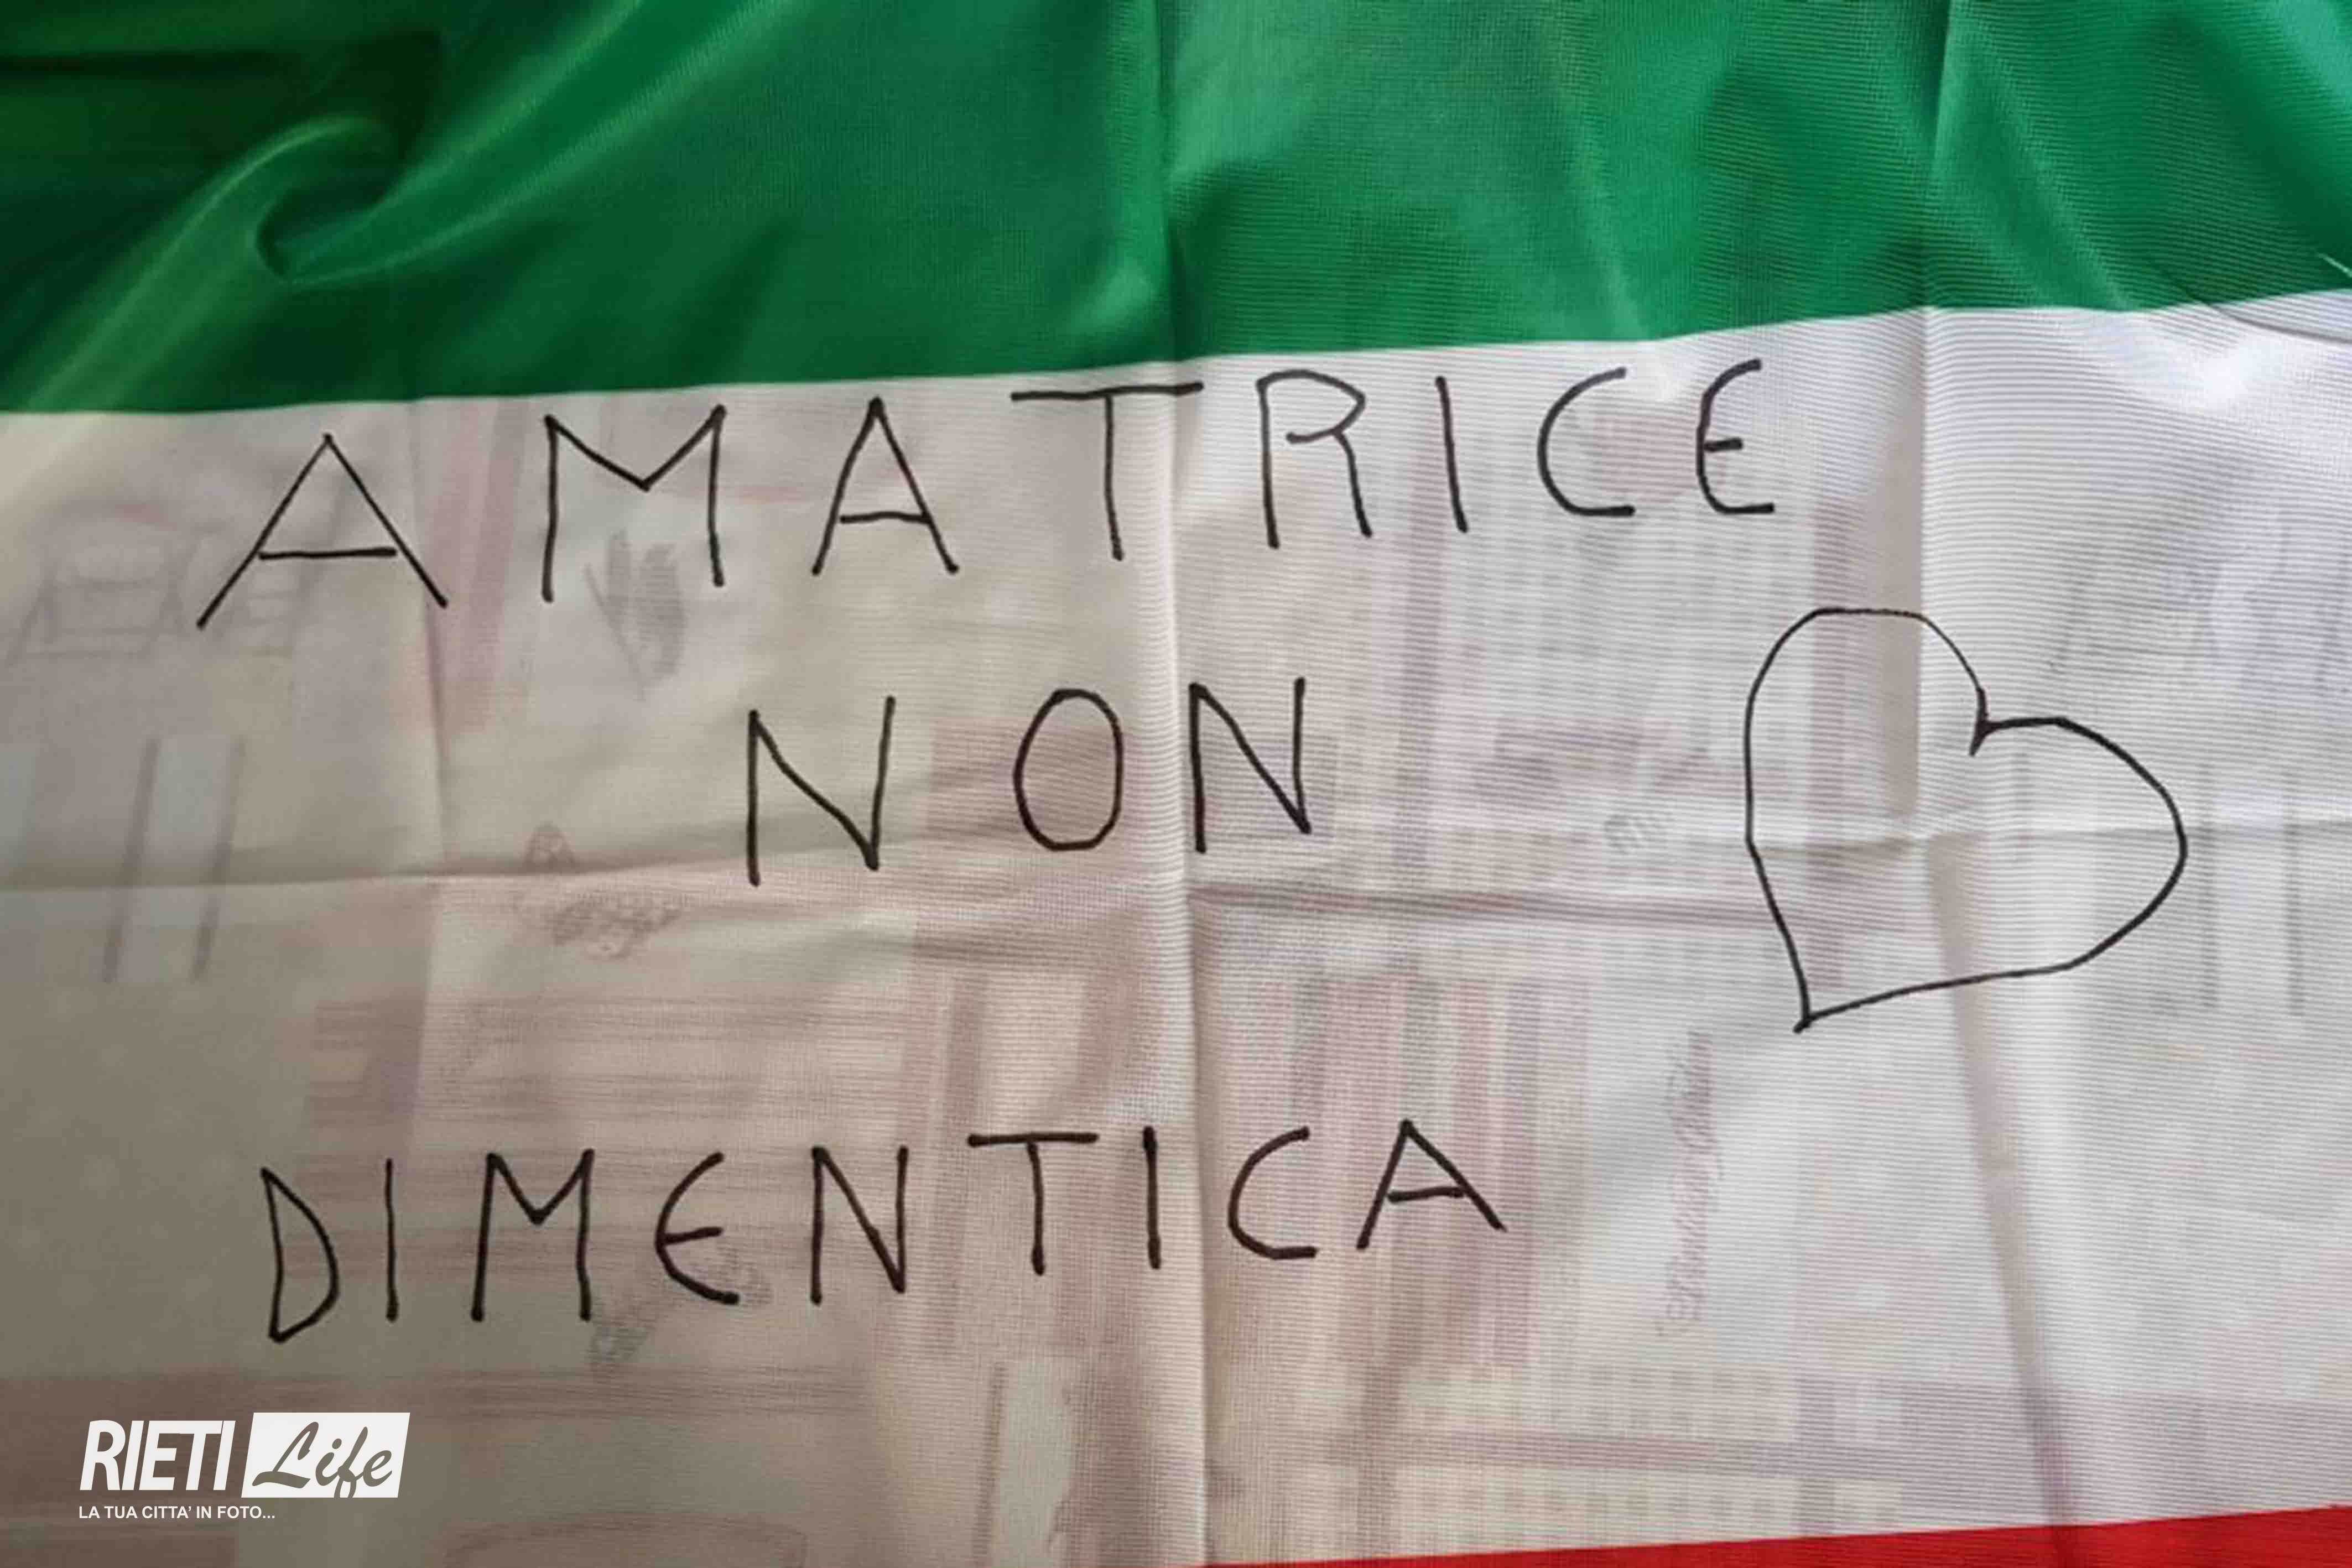 AMATRICE
NON
DIMENTICA
RIETI Life
LA TUA CITTA' IN FOTO...